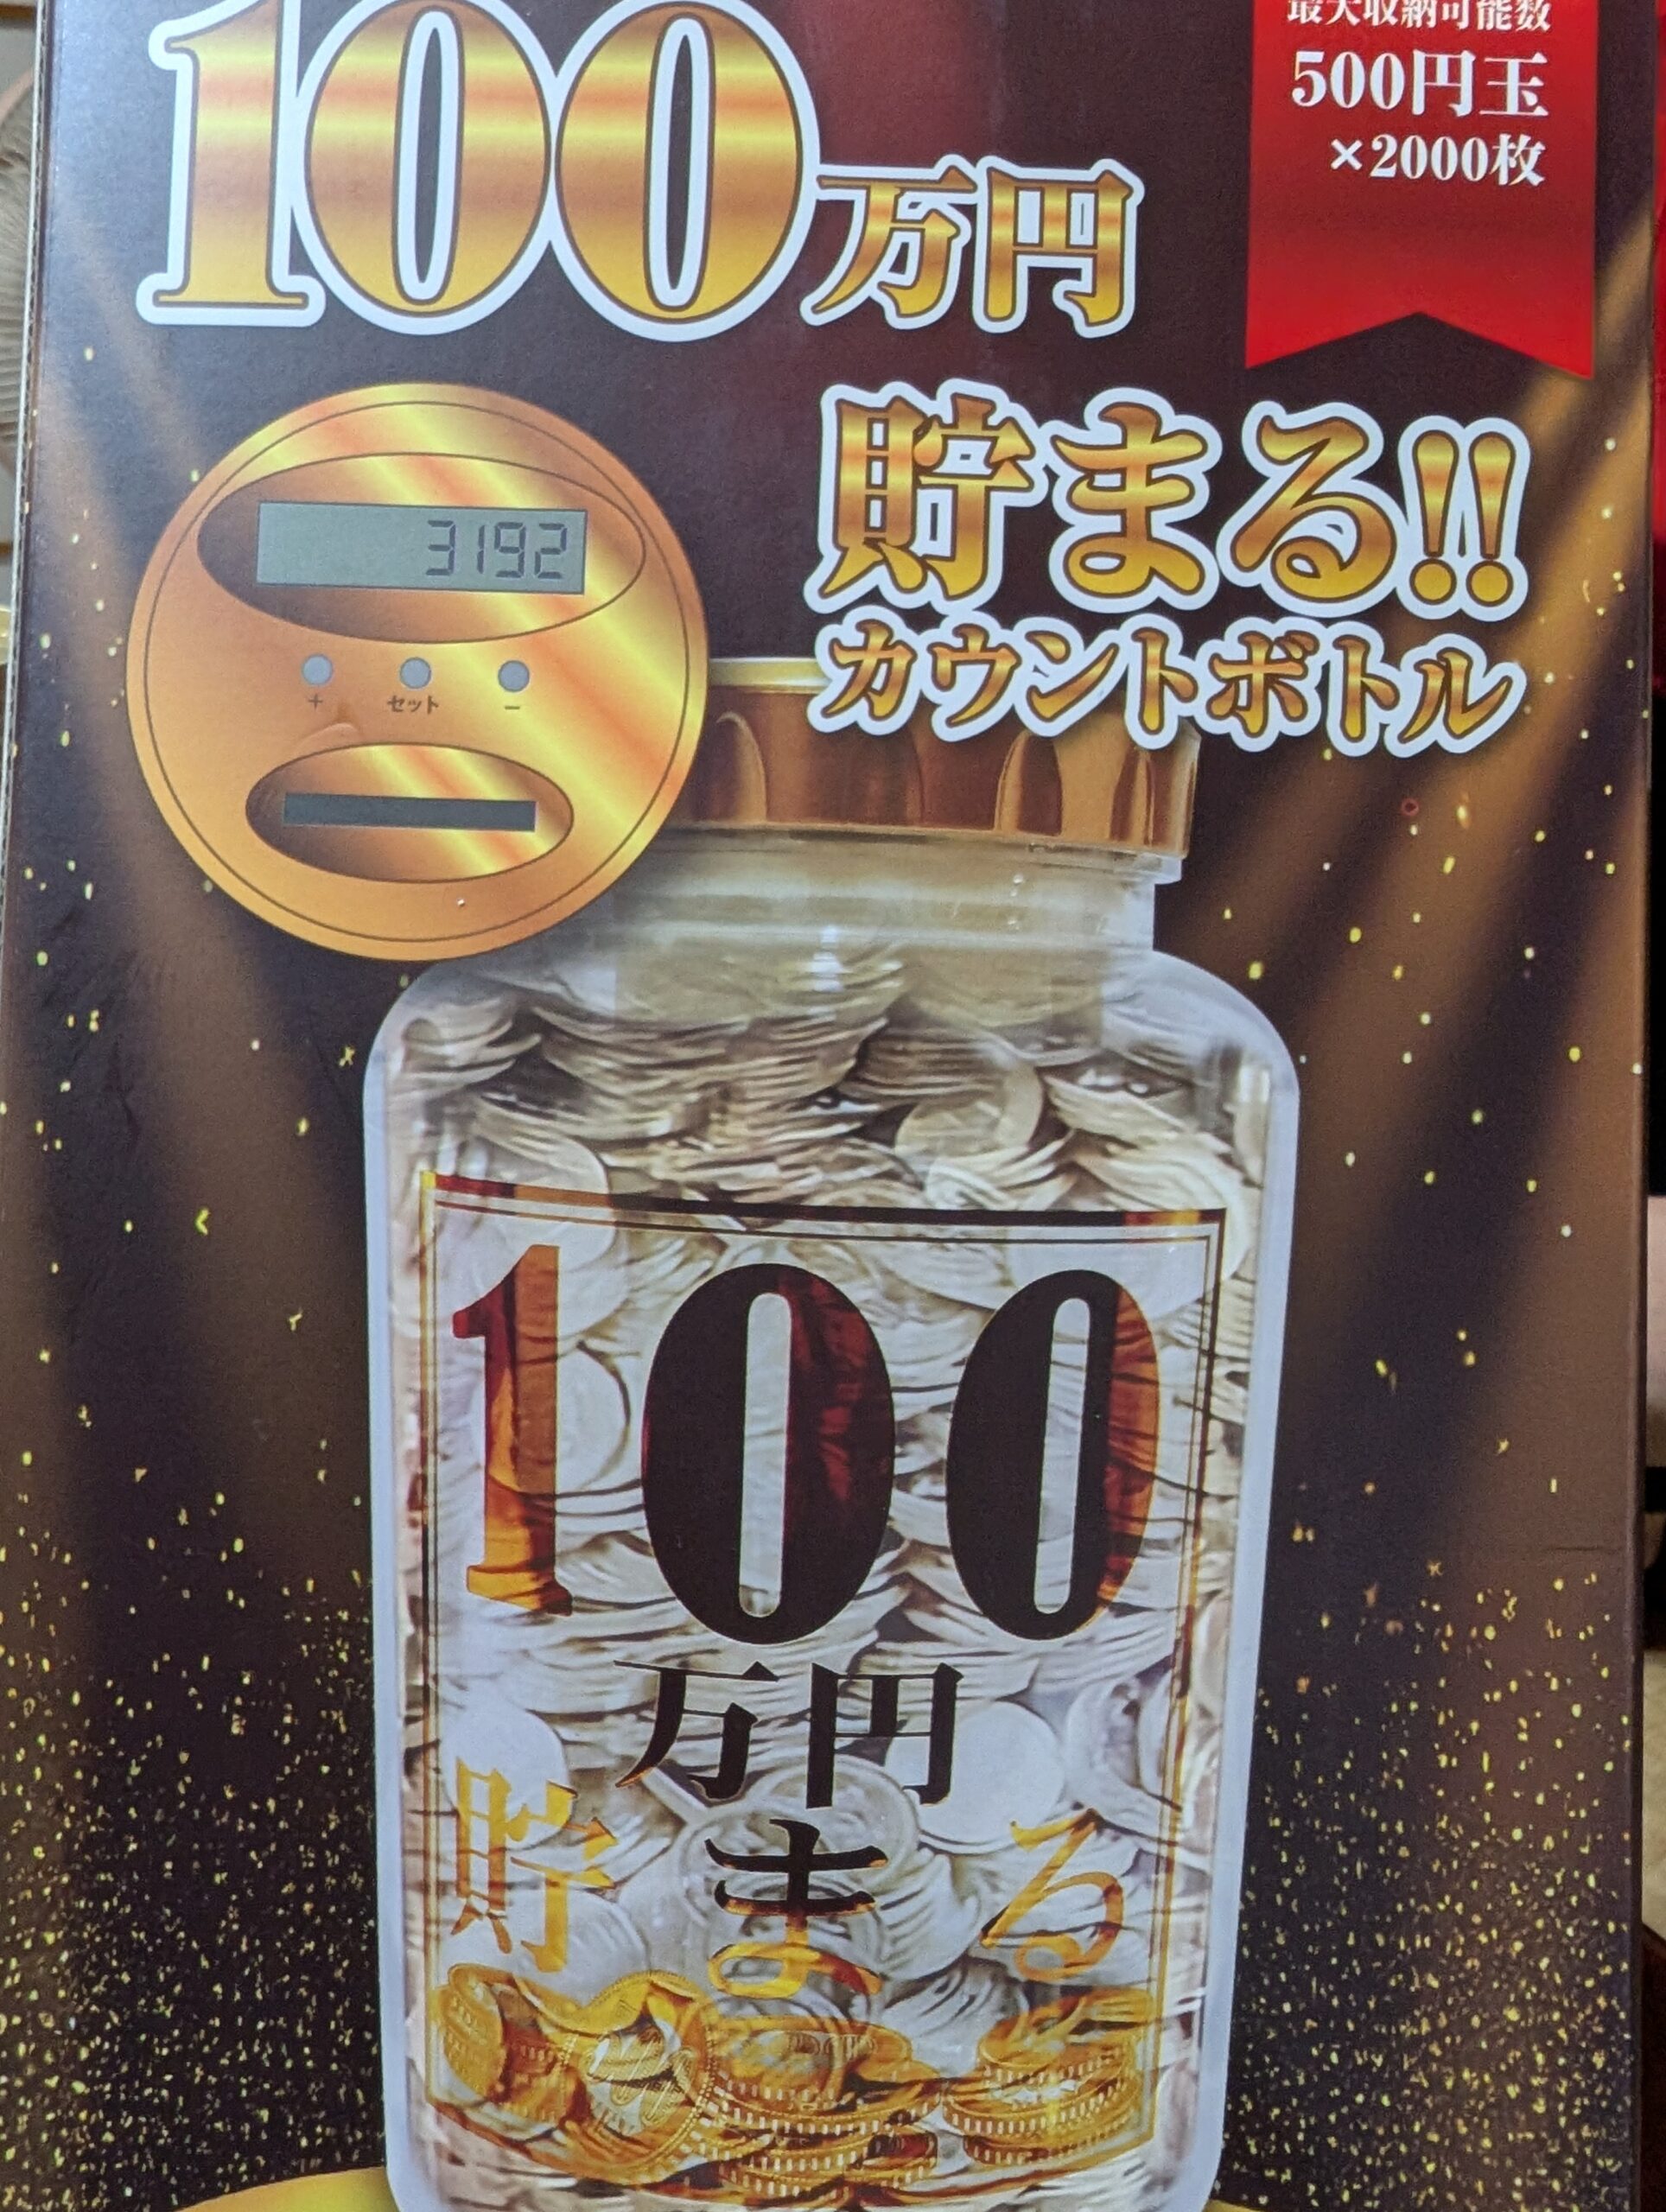 100万円
最大収納可能数
500円玉
×2000枚
貯まる!!
カウントボトル
3192
+ セット −
100
万円
貯まる